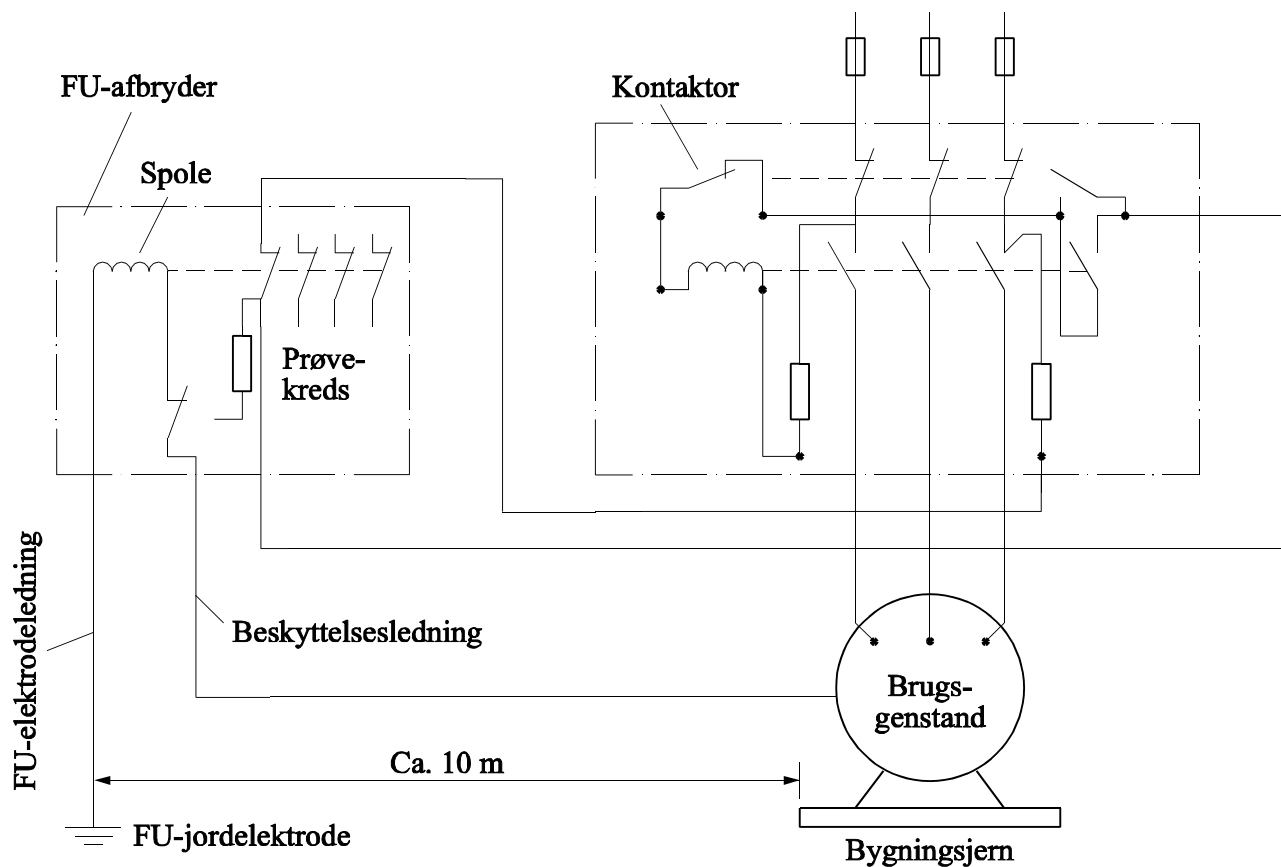 FU-afbryder
Kontaktor
Spole
Prøve-
kreds
FU-elektrodeledning
Beskyttelsesledning
Brugs-
genstand
Ca. 10 m
FU-jordelektrode
Bygningsjern